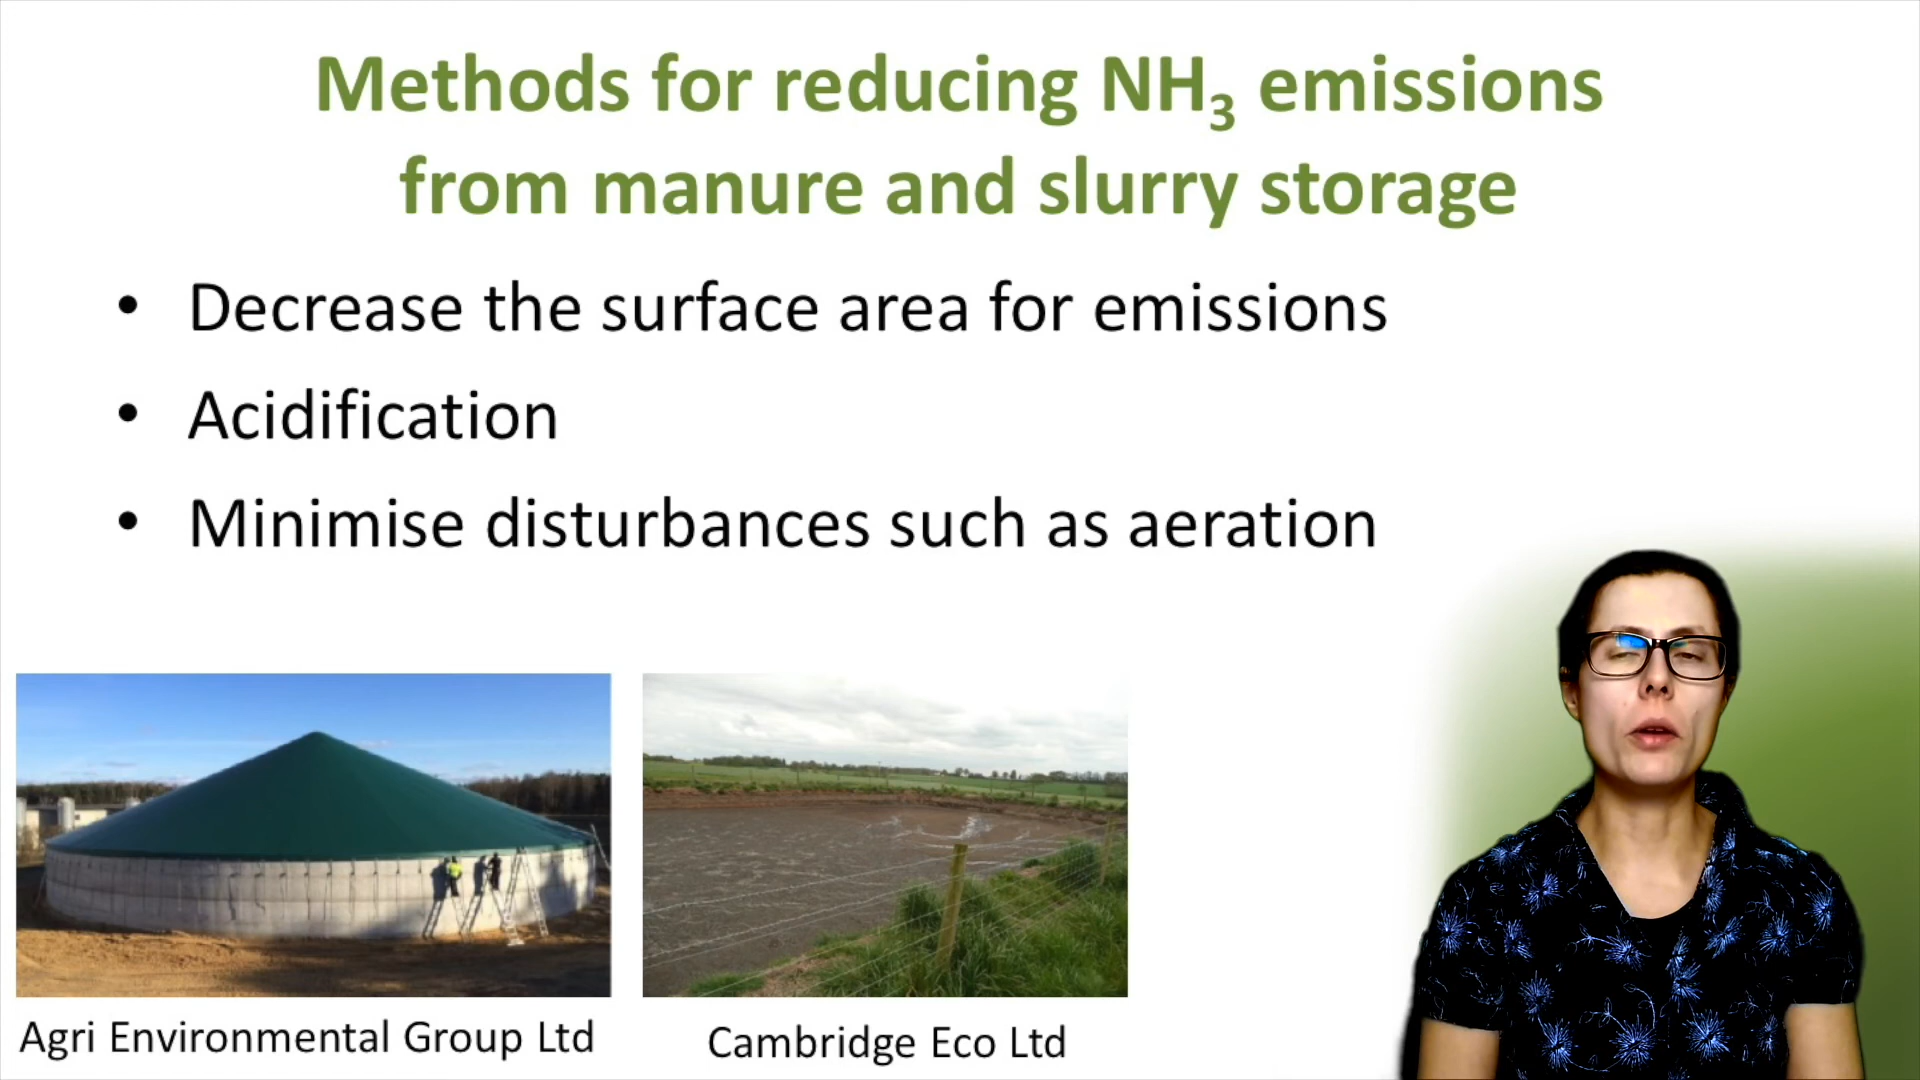 Methods for reducing NH₃ emissions
from manure and slurry storage
• Decrease the surface area for emissions
• Acidification
• Minimise disturbances such as aeration
Agri Environmental Group Ltd
Cambridge Eco Ltd